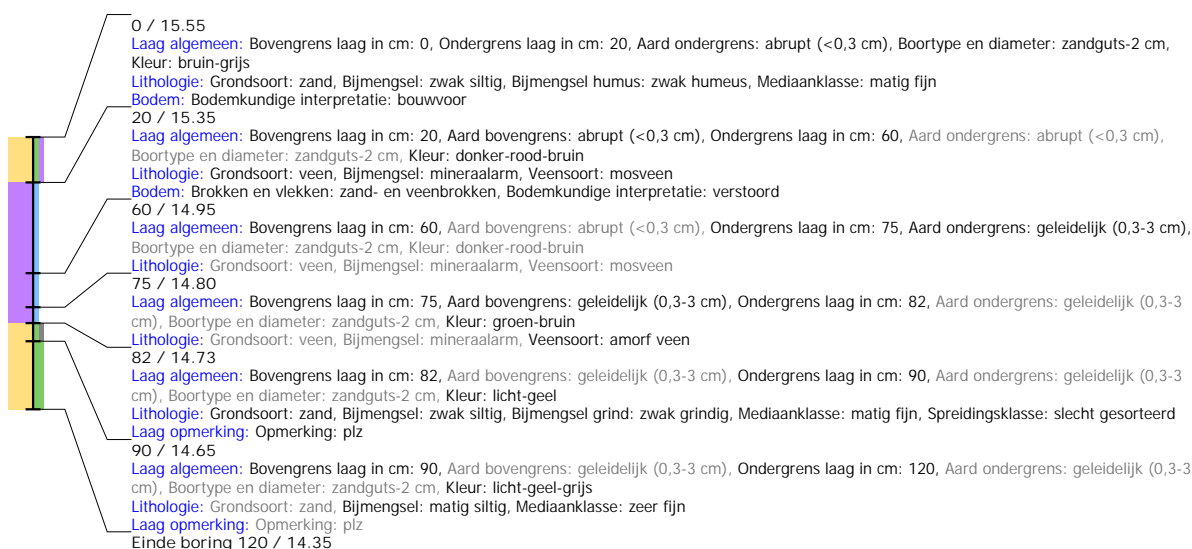 0 / 15.55
Laag algemeen: Bovengrens laag in cm: 0, Ondergrens laag in cm: 20, Aard ondergrens: abrupt (<0,3 cm), Boortype en diameter: zandguts-2 cm,
Kleur: bruin-grijs
Lithologie: Grondsoort: zand, Bijmengsel: zwak siltig, Bijmengsel humus: zwak humeus, Mediaanklasse: matig fijn
Bodem: Bodemkundige interpretatie: bouwvoor
20 / 15.35
Laag algemeen: Bovengrens laag in cm: 20, Aard bovengrens: abrupt (<0,3 cm), Ondergrens laag in cm: 60, Aard ondergrens: abrupt (<0,3 cm),
Boortype en diameter: zandguts-2 cm, Kleur: donker-rood-bruin
Lithologie: Grondsoort: veen, Bijmengsel: mineraalarm, Veensoort: mosveen
Bodem: Brokken en vlekken: zand- en veenbrokken, Bodemkundige interpretatie: verstoord
60 / 14.95
Laag algemeen: Bovengrens laag in cm: 60, Aard bovengrens: abrupt (<0,3 cm), Ondergrens laag in cm: 75, Aard ondergrens: geleidelijk (0,3-3 cm),
Boortype en diameter: zandguts-2 cm, Kleur: donker-rood-bruin
Lithologie: Grondsoort: veen, Bijmengsel: mineraalarm, Veensoort: mosveen
75 / 14.80
Laag algemeen: Bovengrens laag in cm: 75, Aard bovengrens: geleidelijk (0,3-3 cm), Ondergrens laag in cm: 82, Aard ondergrens: geleidelijk (0,3-3
cm), Boortype en diameter: zandguts-2 cm, Kleur: groen-bruin
Lithologie: Grondsoort: veen, Bijmengsel: mineraalarm, Veensoort: amorf veen
82 / 14.73
Laag algemeen: Bovengrens laag in cm: 82, Aard bovengrens: geleidelijk (0,3-3 cm), Ondergrens laag in cm: 90, Aard ondergrens: geleidelijk (0,3-3
cm), Boortype en diameter: zandguts-2 cm, Kleur: licht-geel
Lithologie: Grondsoort: zand, Bijmengsel: zwak siltig, Bijmengsel grind: zwak grindig, Mediaanklasse: matig fijn, Spreidingsklasse: slecht gesorteerd
Laag opmerking: Opmerking: plz
90 / 14.65
Laag algemeen: Bovengrens laag in cm: 90, Aard bovengrens: geleidelijk (0,3-3 cm), Ondergrens laag in cm: 120, Aard ondergrens: geleidelijk (0,3-3
cm), Boortype en diameter: zandguts-2 cm, Kleur: licht-geel-grijs
Lithologie: Grondsoort: zand, Bijmengsel: matig siltig, Mediaanklasse: zeer fijn
Laag opmerking: Opmerking: plz
Einde boring 120 / 14.35